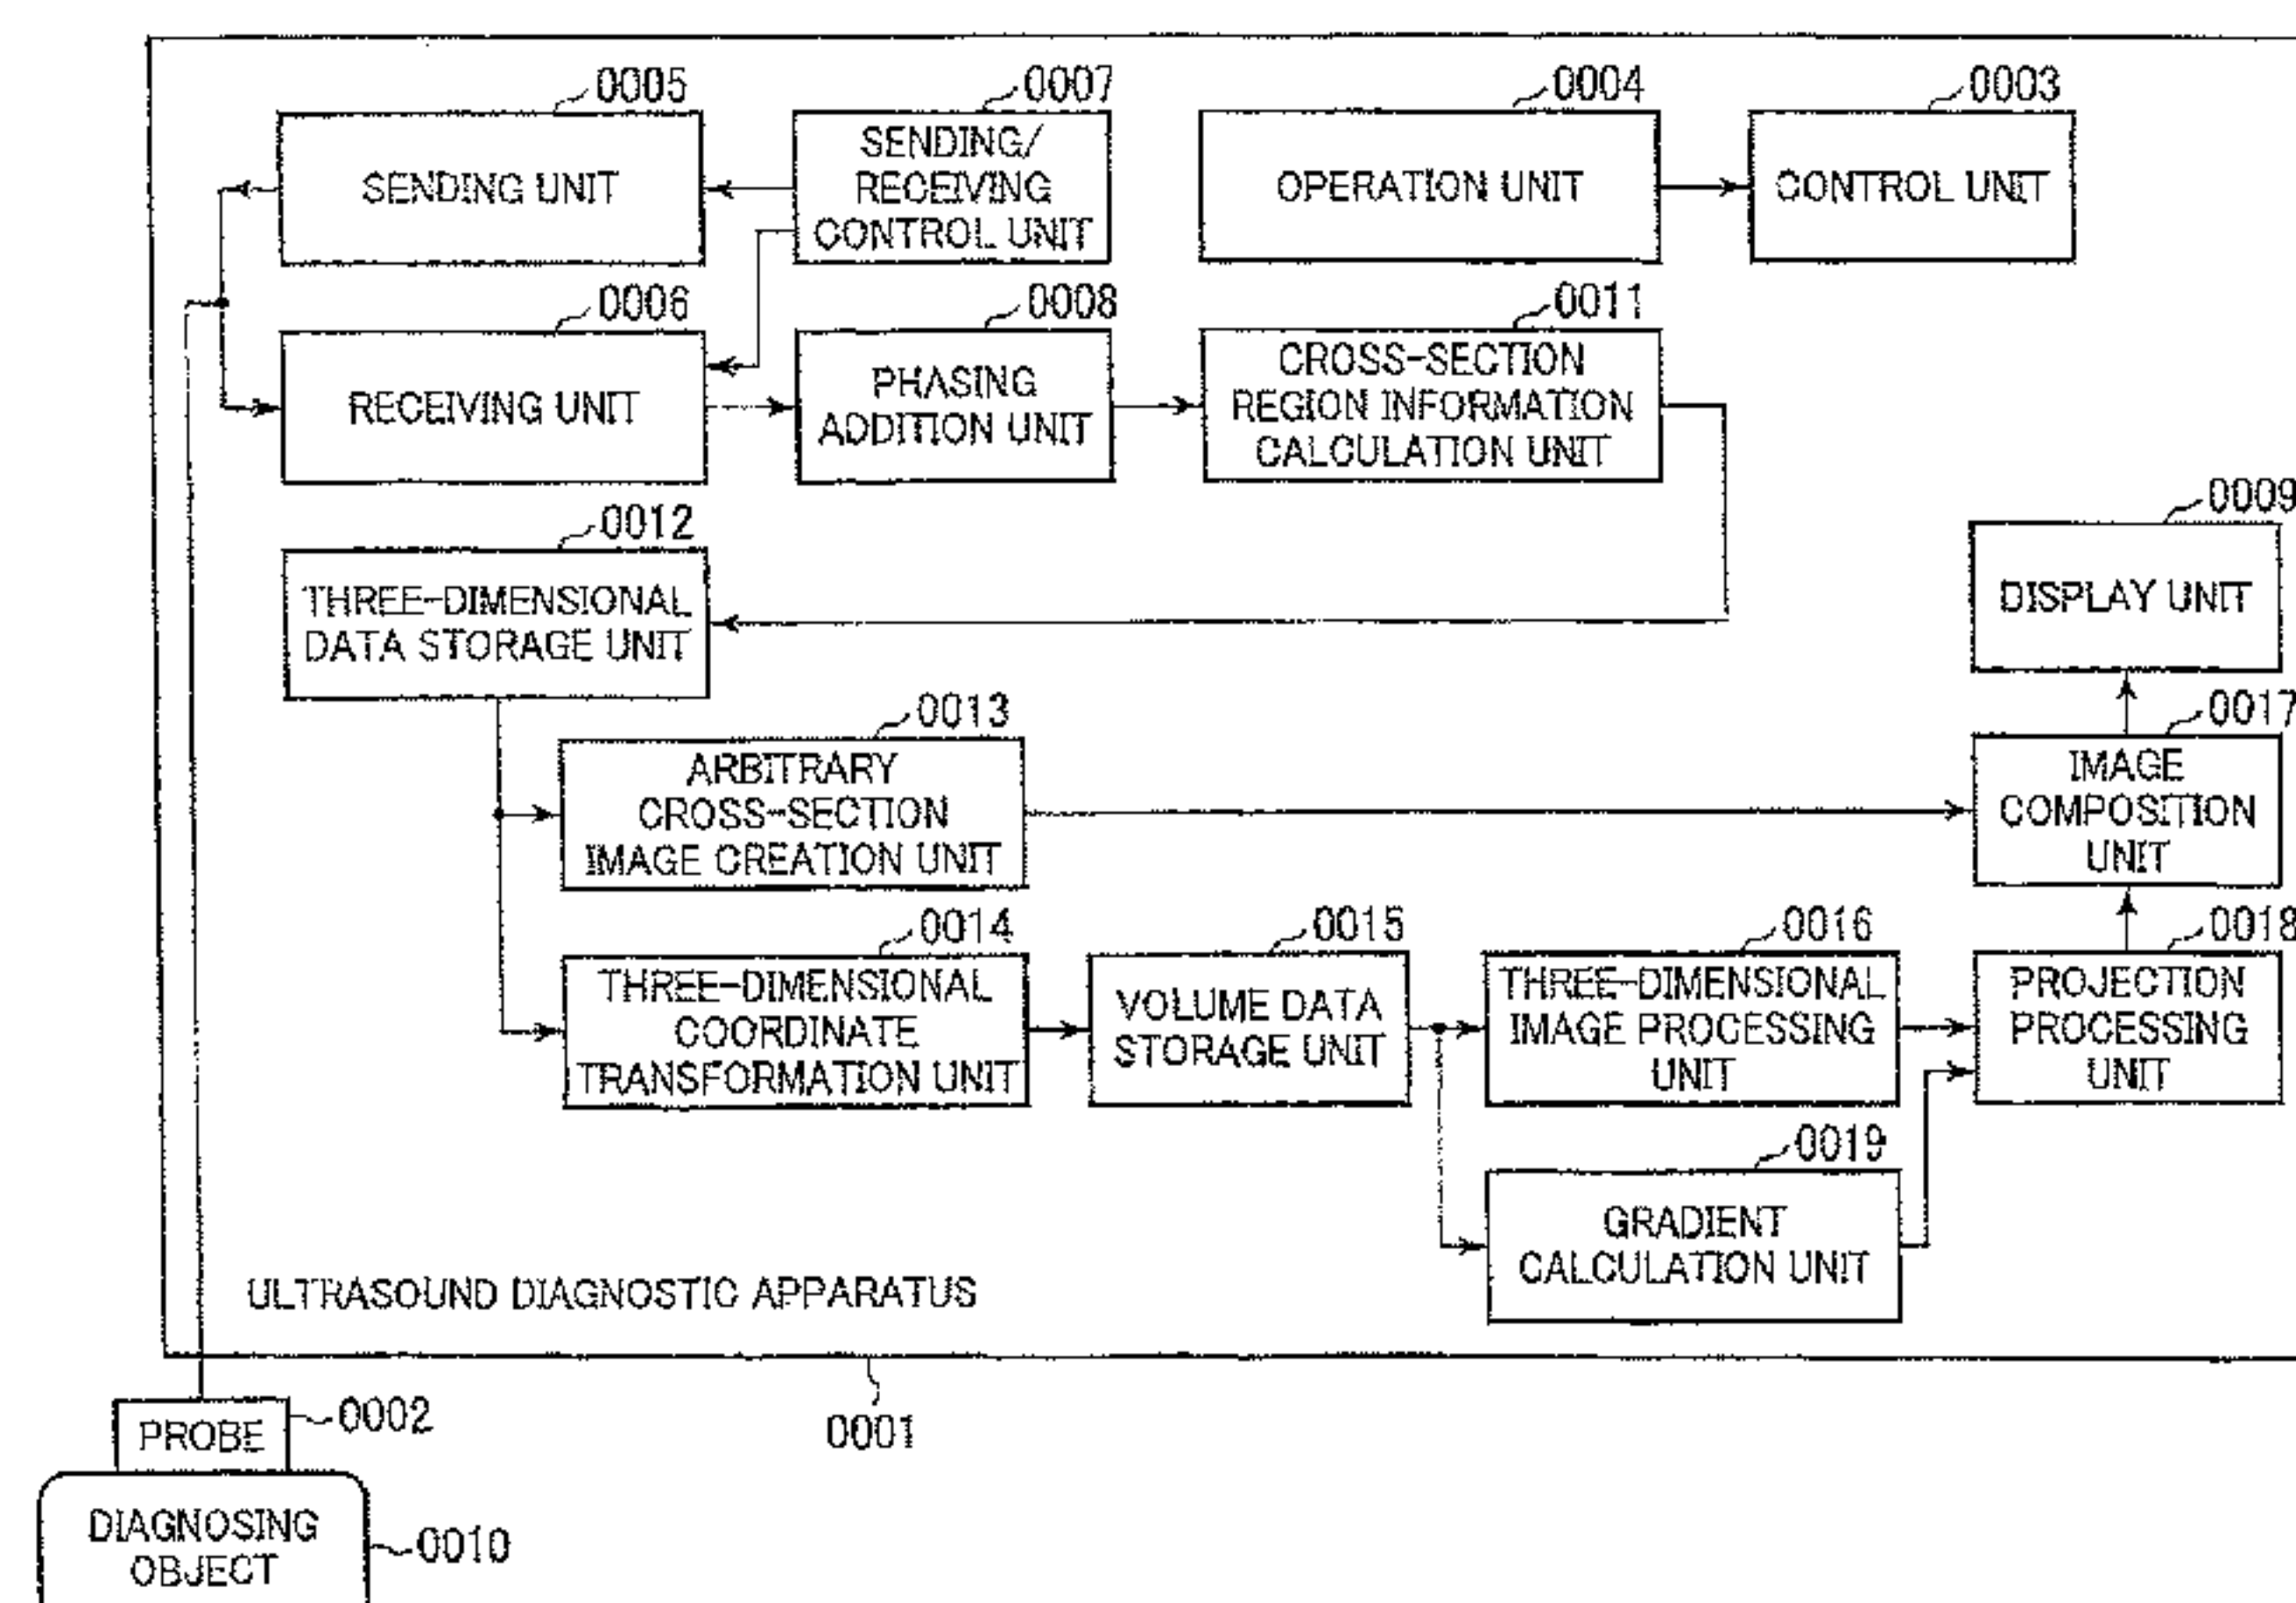 0005
SENDING UNIT
0007
SENDING/
RECEIVING
CONTROL UNIT
0004
OPERATION UNIT
0003
CONTROL UNIT
0006
RECEIVING UNIT
0008
PHASING
ADDITION UNIT
0011
CROSS-SECTION
REGION INFORMATION
CALCULATION UNIT
0012
THREE-DIMENSIONAL
DATA STORAGE UNIT
0009
DISPLAY UNIT
0013
ARBITRARY
CROSS-SECTION
IMAGE CREATION UNIT
0017
IMAGE
COMPOSITION
UNIT
0014
THREE-DIMENSIONAL
COORDINATE
TRANSFORMATION UNIT
0015
VOLUME DATA
STORAGE UNIT
0016
THREE-DIMENSIONAL
IMAGE PROCESSING
UNIT
0018
PROJECTION
PROCESSING
UNIT
0019
GRADIENT
CALCULATION UNIT
ULTRASOUND DIAGNOSTIC APPARATUS
0001
0002
PROBE
DIAGNOSING
OBJECT
0010